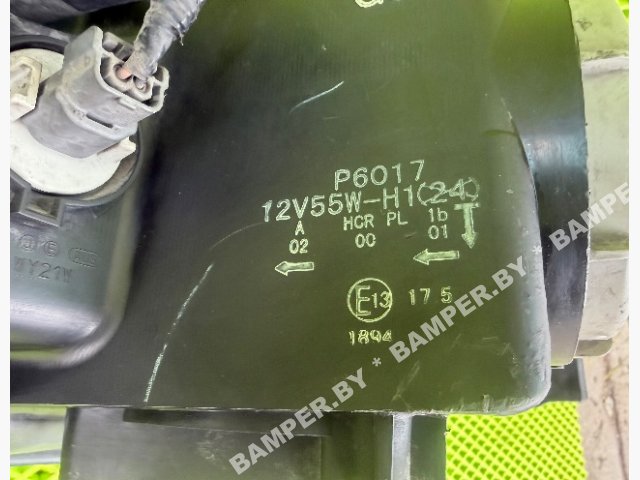 P6017
12V55W-H1(24)
A HCR PL 1b
02 00 01
E13 17 5
1894
WY21W
BAMPER.BY * BAMPER.BY * BAMPER.BY